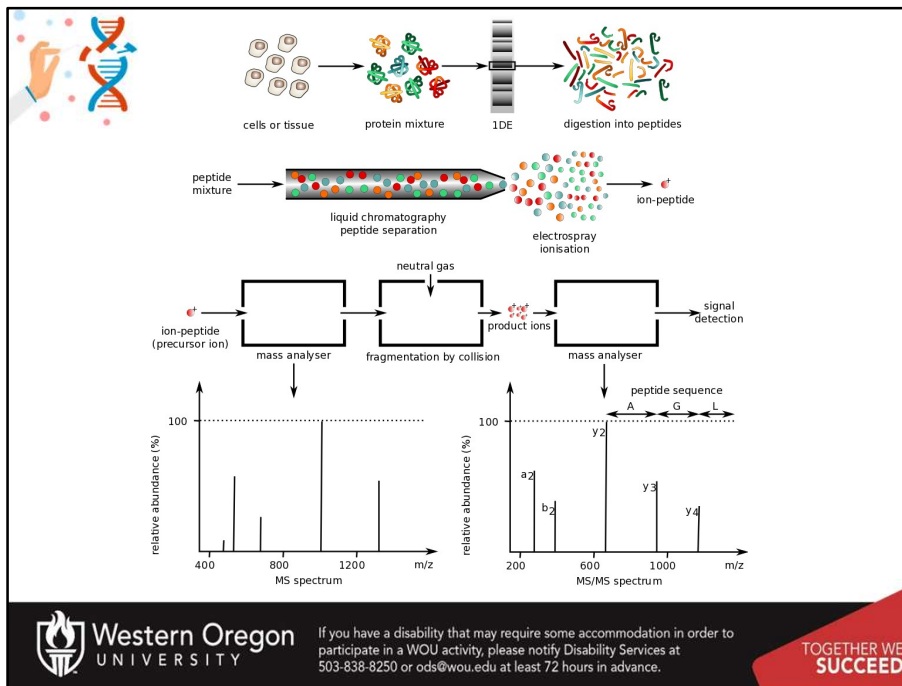 cells or tissue
protein mixture
1DE
digestion into peptides
peptide
mixture
liquid chromatography
peptide separation
electrospray
ionisation
+
ion-peptide
neutral gas
+
ion-peptide
(precursor ion)
mass analyser
fragmentation by collision
product ions
mass analyser
signal
detection
relative abundance (%)
100
400
800
1200
m/z
MS spectrum
peptide sequence
A
G
L
relative abundance (%)
100
a2
b2
y2
y3
y4
200
600
1000
m/z
MS/MS spectrum
Western Oregon
UNIVERSITY
If you have a disability that may require some accommodation in order to
participate in a WOU activity, please notify Disability Services at
503-838-8250 or ods@wou.edu at least 72 hours in advance.
TOGETHER WE
SUCCEED